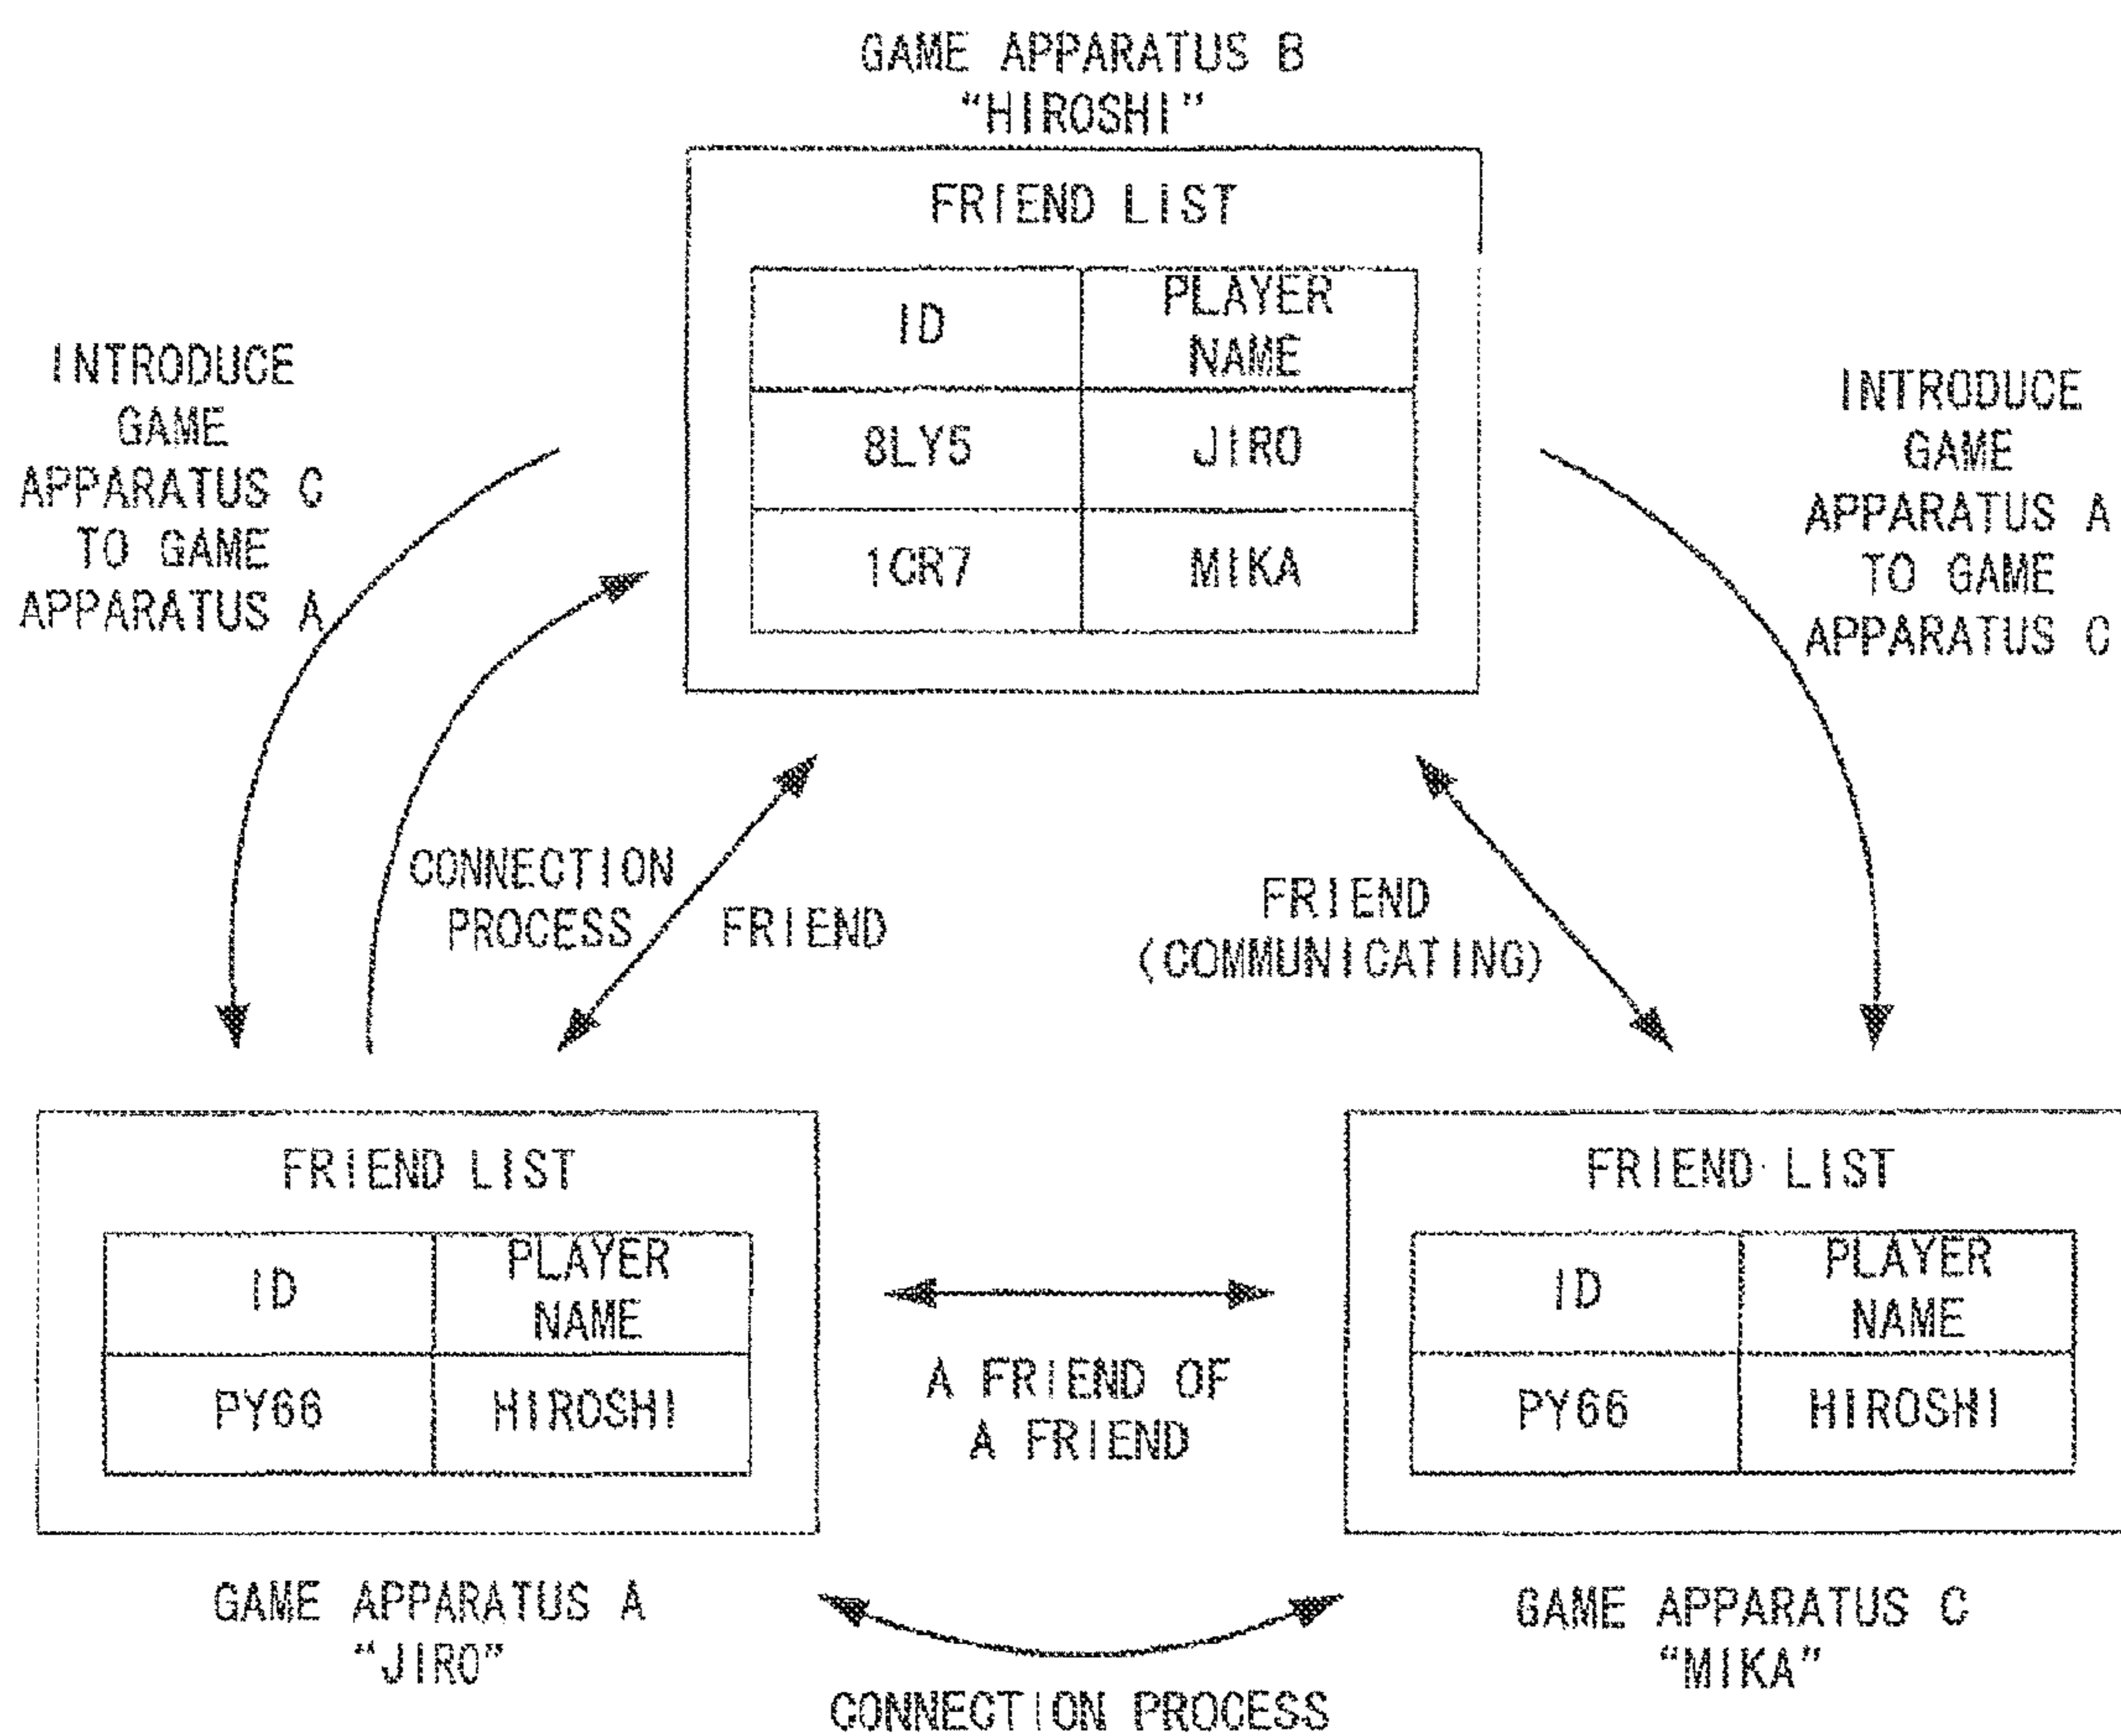 GAME APPARATUS B
"HIROSHI"
FRIEND LIST
ID
PLAYER
NAME
8LY5
JIRO
1CR7
MIKA
INTRODUCE
GAME
APPARATUS C
TO GAME
APPARATUS A
INTRODUCE
GAME
APPARATUS A
TO GAME
APPARATUS C
CONNECTION
PROCESS
FRIEND
FRIEND
(COMMUNICATING)
FRIEND LIST
ID
PLAYER
NAME
PY66
HIROSHI
GAME APPARATUS A
"JIRO"
A FRIEND OF
A FRIEND
FRIEND LIST
ID
PLAYER
NAME
PY66
HIROSHI
GAME APPARATUS C
"MIKA"
CONNECTION PROCESS